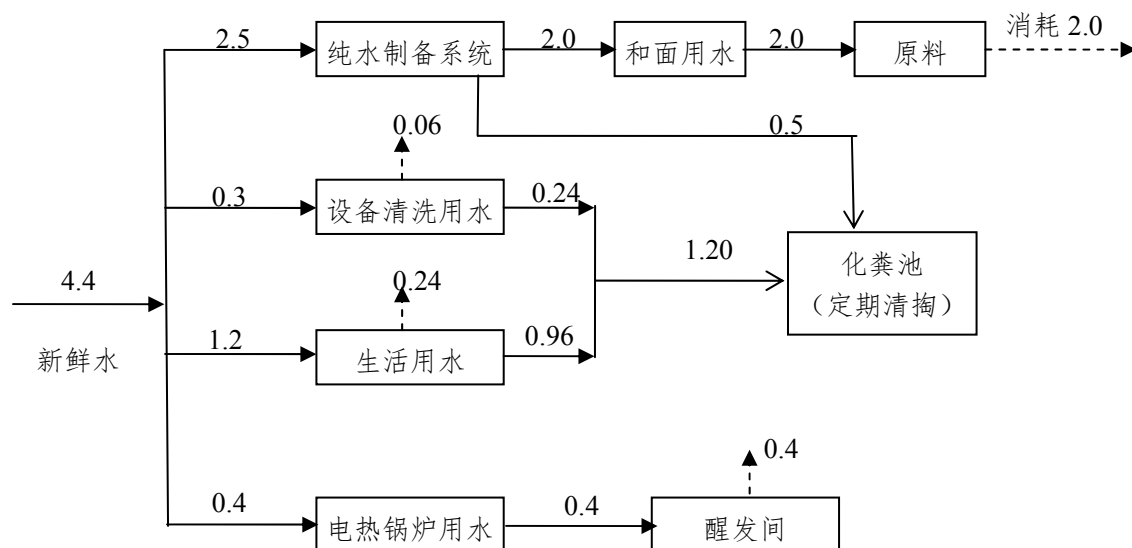 消耗 2.0
2.5
纯水制备系统
2.0
和面用水
2.0
原料
0.06
0.5
0.3
设备清洗用水
0.24
4.4
新鲜水
0.24
1.20
化粪池
（定期清掏）
1.2
生活用水
0.96
0.4
0.4
电热锅炉用水
0.4
醒发间